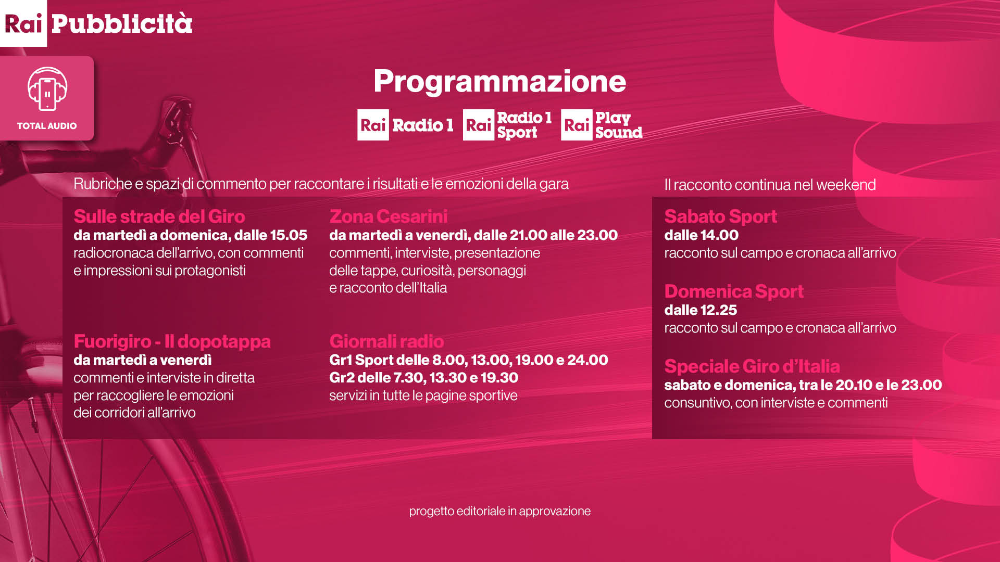 Rai Pubblicità
TOTAL AUDIO
Programmazione
Rai Radio 1
Rai Radio 1 Sport
Rai Play Sound
Rubriche e spazi di commento per raccontare i risultati e le emozioni della gara
Sulle strade del Giro
da martedì a domenica, dalle 15.05
radiocronaca dell'arrivo, con commenti
e impressioni sui protagonisti
Zona Cesarini
da martedì a venerdì, dalle 21.00 alle 23.00
commenti, interviste, presentazione
delle tappe, curiosità, personaggi
e racconto dell'Italia
Fuorigiro - Il dopotappa
da martedì a venerdì
commenti e interviste in diretta
per raccogliere le emozioni
dei corridori all'arrivo
Giornali radio
Gr1 Sport delle 8.00, 13.00, 19.00 e 24.00
Gr2 delle 7.30, 13.30 e 19.30
servizi in tutte le pagine sportive
Il racconto continua nel weekend
Sabato Sport
dalle 14.00
racconto sul campo e cronaca all'arrivo
Domenica Sport
dalle 12.25
racconto sul campo e cronaca all'arrivo
Speciale Giro d'Italia
sabato e domenica, tra le 20.10 e le 23.00
consuntivo, con interviste e commenti
progetto editoriale in approvazione